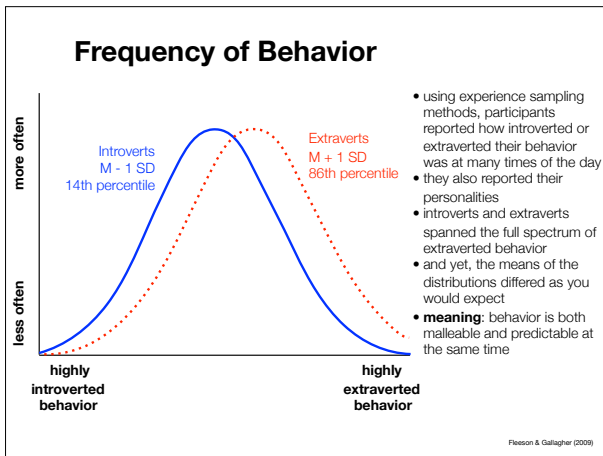 Frequency of Behavior
more often
less often
Introverts
M - 1 SD
14th percentile
Extraverts
M + 1 SD
86th percentile
highly
introverted
behavior
highly
extraverted
behavior
• using experience sampling
methods, participants
reported how introverted or
extraverted their behavior
was at many times of the day
• they also reported their
personalities
• introverts and extraverts
spanned the full spectrum of
extraverted behavior
• and yet, the means of the
distributions differed as you
would expect
• meaning: behavior is both
malleable and predictable at
the same time
Fleeson & Gallagher (2009)